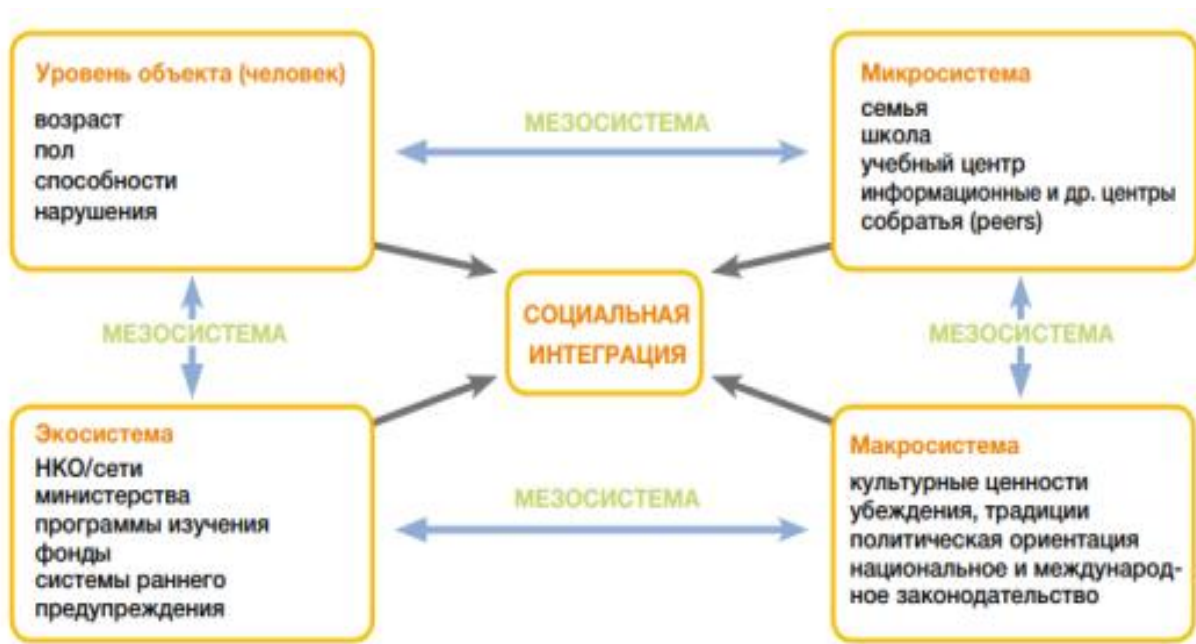 Уровень объекта (человек)
возраст
пол
способности
нарушения
МЕЗОСИСТЕМА
Микросистема
семья
школа
учебный центр
информационные и др. центры
собратья (peers)
МЕЗОСИСТЕМА
СОЦИАЛЬНАЯ
ИНТЕГРАЦИЯ
МЕЗОСИСТЕМА
Экосистема
НКО/сети
министерства
программы изучения
фонды
системы раннего
предупреждения
МЕЗОСИСТЕМА
Макросистема
культурные ценности
убеждения, традиции
политическая ориентация
национальное и международ-
ное законодательство